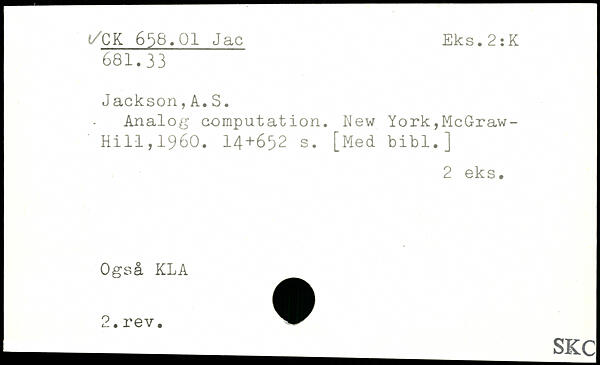 ✓CK 658.01 Jac Eks.2:K
681.33
Jackson,A.S.
Analog computation. New York,McGraw-
Hill,1960. 14+652 s. [Med bibl.]
2 eks.
Også KLA
2.rev.
SKC